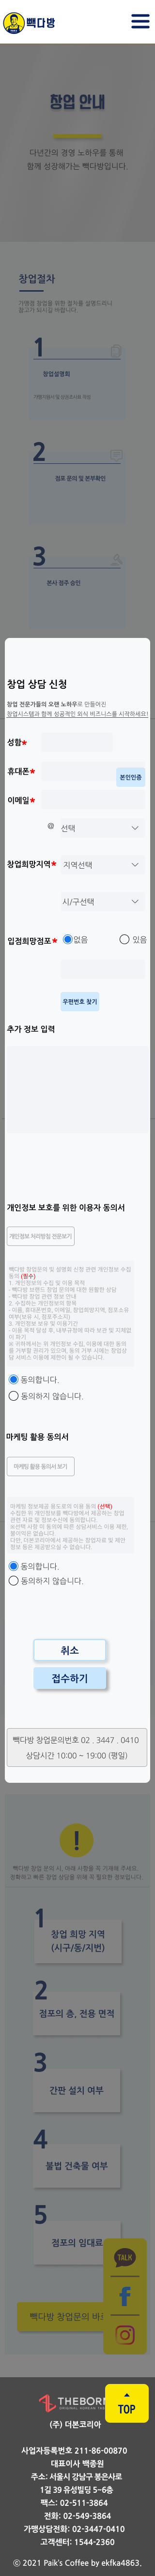 빽다방
창업 안내
다년간의 경영 노하우를 통해
함께 성장해가는 빽다방입니다.
창업절차
가맹점 창업을 위한 절차를 설명드리니
참고가 되시길 바랍니다.
1
창업설명회
2
점포 문의 및 본부확인
3
본사 점주 승인
창업 상담 신청
창업 전문가들의 오랜 노하우로 만들어진
창업시스템과 함께 성공적인 외식 비즈니스를 시작하세요!
성함*
휴대폰*
본인인증
이메일*
@ 선택
창업희망지역* 지역선택
시/구선택
입점희망점포* 없음 있음
우편번호 찾기
추가 정보 입력
개인정보 보호를 위한 이용자 동의서
개인정보 처리방침 전문보기
빽다방 창업문의 및 설명회 신청 관련 개인정보 수집
동의 (필수)
1. 개인정보의 수집 및 이용 목적
- 빽다방 브랜드 창업 문의에 대한 원활한 상담
- 빽다방 창업 관련 정보 안내
2. 수집하는 개인정보의 항목
- 이름, 휴대폰번호, 이메일, 창업희망지역, 점포소유
여부(보유 시, 점포주소지)
3. 개인정보 보유 및 이용기간
- 이용 목적 달성 후, 내부규정에 따라 보관 및 지체없
이 파기
※ 귀하께서는 위 개인정보 수집, 이용에 대한 동의
를 거부할 권리가 있으며, 동의 거부 시에는 창업상
담 서비스 이용에 제한이 될 수 있습니다.
동의합니다.
동의하지 않습니다.
마케팅 활용 동의서
마케팅 활용 동의서 보기
마케팅 정보제공 용도로의 이용 동의 (선택)
수집한 위 개인정보를 빽다방에서 제공하는 창업
관련 자료 및 정보수신에 동의합니다.
※선택 사항 미 동의에 따른 상담서비스 이용 제한,
불이익은 없습니다.
다만, 더본코리아에서 제공하는 창업자료 및 제반
정보 등은 제공받으실 수 없습니다.
동의합니다.
동의하지 않습니다.
취소
접수하기
빽다방 창업문의번호 02 . 3447 . 0410
상담시간 10:00 ~ 19:00 (평일)
!
빽다방 창업 문의 시, 아래 사항을 꼭 기재해 주세요.
정확하고 빠른 창업 상담을 위해 꼭 필요한 정보입니다.
1
창업 희망 지역
(시구/동/지번)
2
점포의 층, 전용 면적
3
간판 설치 여부
4
불법 건축물 여부
5
점포의 임대료
TALK
빽다방 창업문의 바로
THEBORN
TOP
(주) 더본코리아
사업자등록번호 211-86-00870
대표이사 백종원
주소: 서울시 강남구 봉은사로
1길 39 유성빌딩 5~6층
팩스: 02-511-3864
전화: 02-549-3864
가맹상담전화: 02-3447-0410
고객센터: 1544-2360
© 2021 Paik's Coffee by ekfka4863.